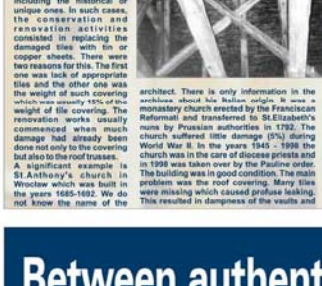 including the historical or
unique ones. In such cases,
the conservation and
renovation activities
consisted in replacing the
damaged tiles with tin or
copper sheets. There were
two reasons for this. The first
one was lack of appropriate
tiles and the other one was
the weight of such covering
which was usually 15% of the
weight of tile covering. The
renovation works usually
commenced when much
damage had already been
done not only to the covering
but also to the roof trusses.
A significant example is
St.Anthony's church in
Wrocław which was built in
the years 1685-1692. We do
not know the name of the
architect. There is only information in the
archives about his Italian origin. It was a
monastary church erected by the Franciscan
Reformati and transferred to St.Elizabeth's
nuns by Prussian authorities in 1792. The
church suffered little damage (5%) during
World War II. In the years 1945 - 1998 the
church was in the care of diocese priests and
in 1998 was taken over by the Pauline order.
The building was in good condition. The main
problem was the roof covering. Many tiles
were missing which caused profuse leaking.
This resulted in dampness of the vaults and
Between authent